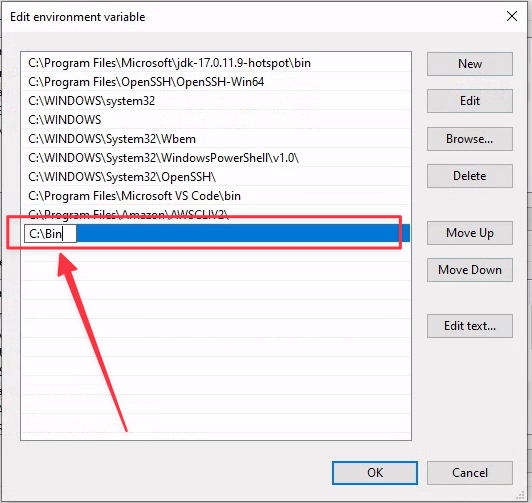 Edit environment variable
C:\Program Files\Microsoft\jdk-17.0.11.9-hotspot\bin
C:\Program Files\OpenSSH\OpenSSH-Win64
C:\WINDOWS\system32
C:\WINDOWS
C:\WINDOWS\System32\Wbem
C:\WINDOWS\System32\WindowsPowerShell\v1.0\
C:\WINDOWS\System32\OpenSSH\
C:\Program Files\Microsoft VS Code\bin
C:\Program Files\Amazon\AWSCLIV2\
C:\Bin
New
Edit
Browse...
Delete
Move Up
Move Down
Edit text...
OK
Cancel